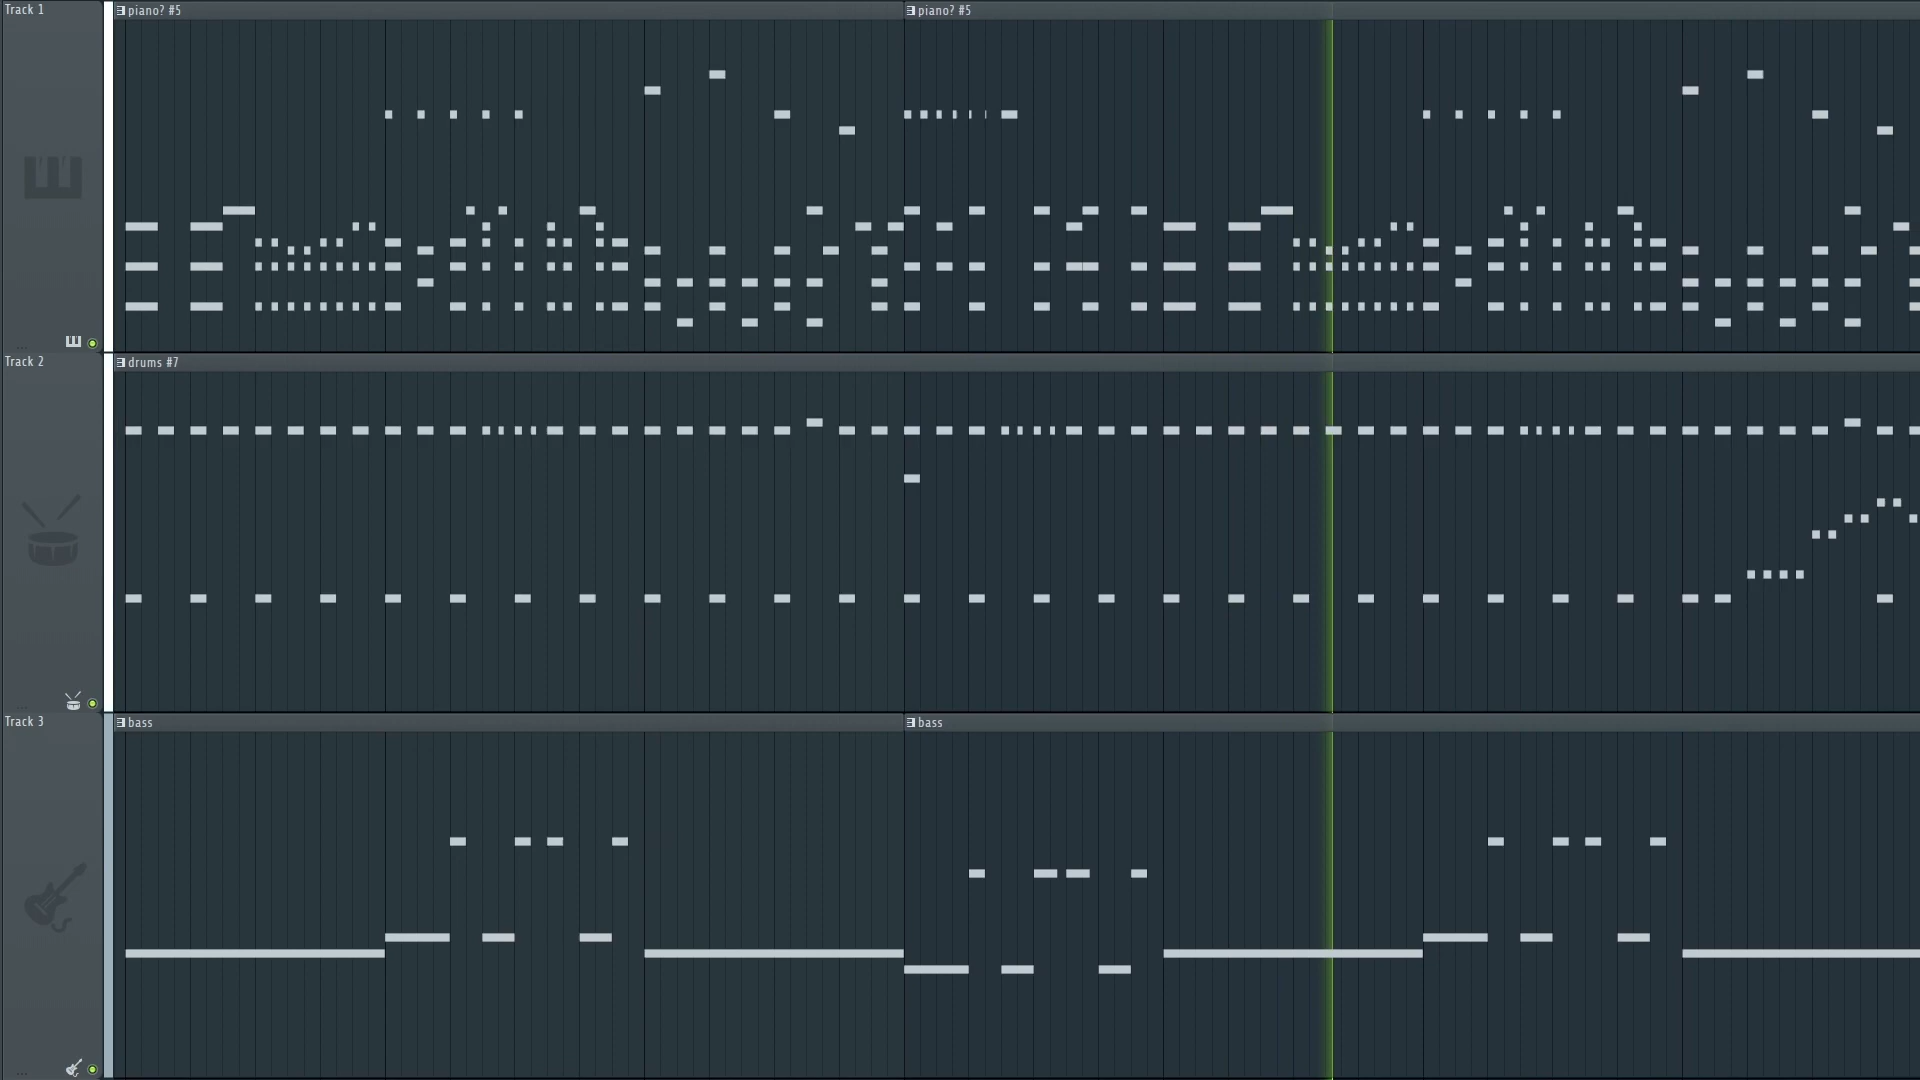 Track 1
piano? #5
piano? #5
...
Track 2
drums #7
...
Track 3
bass
bass
...